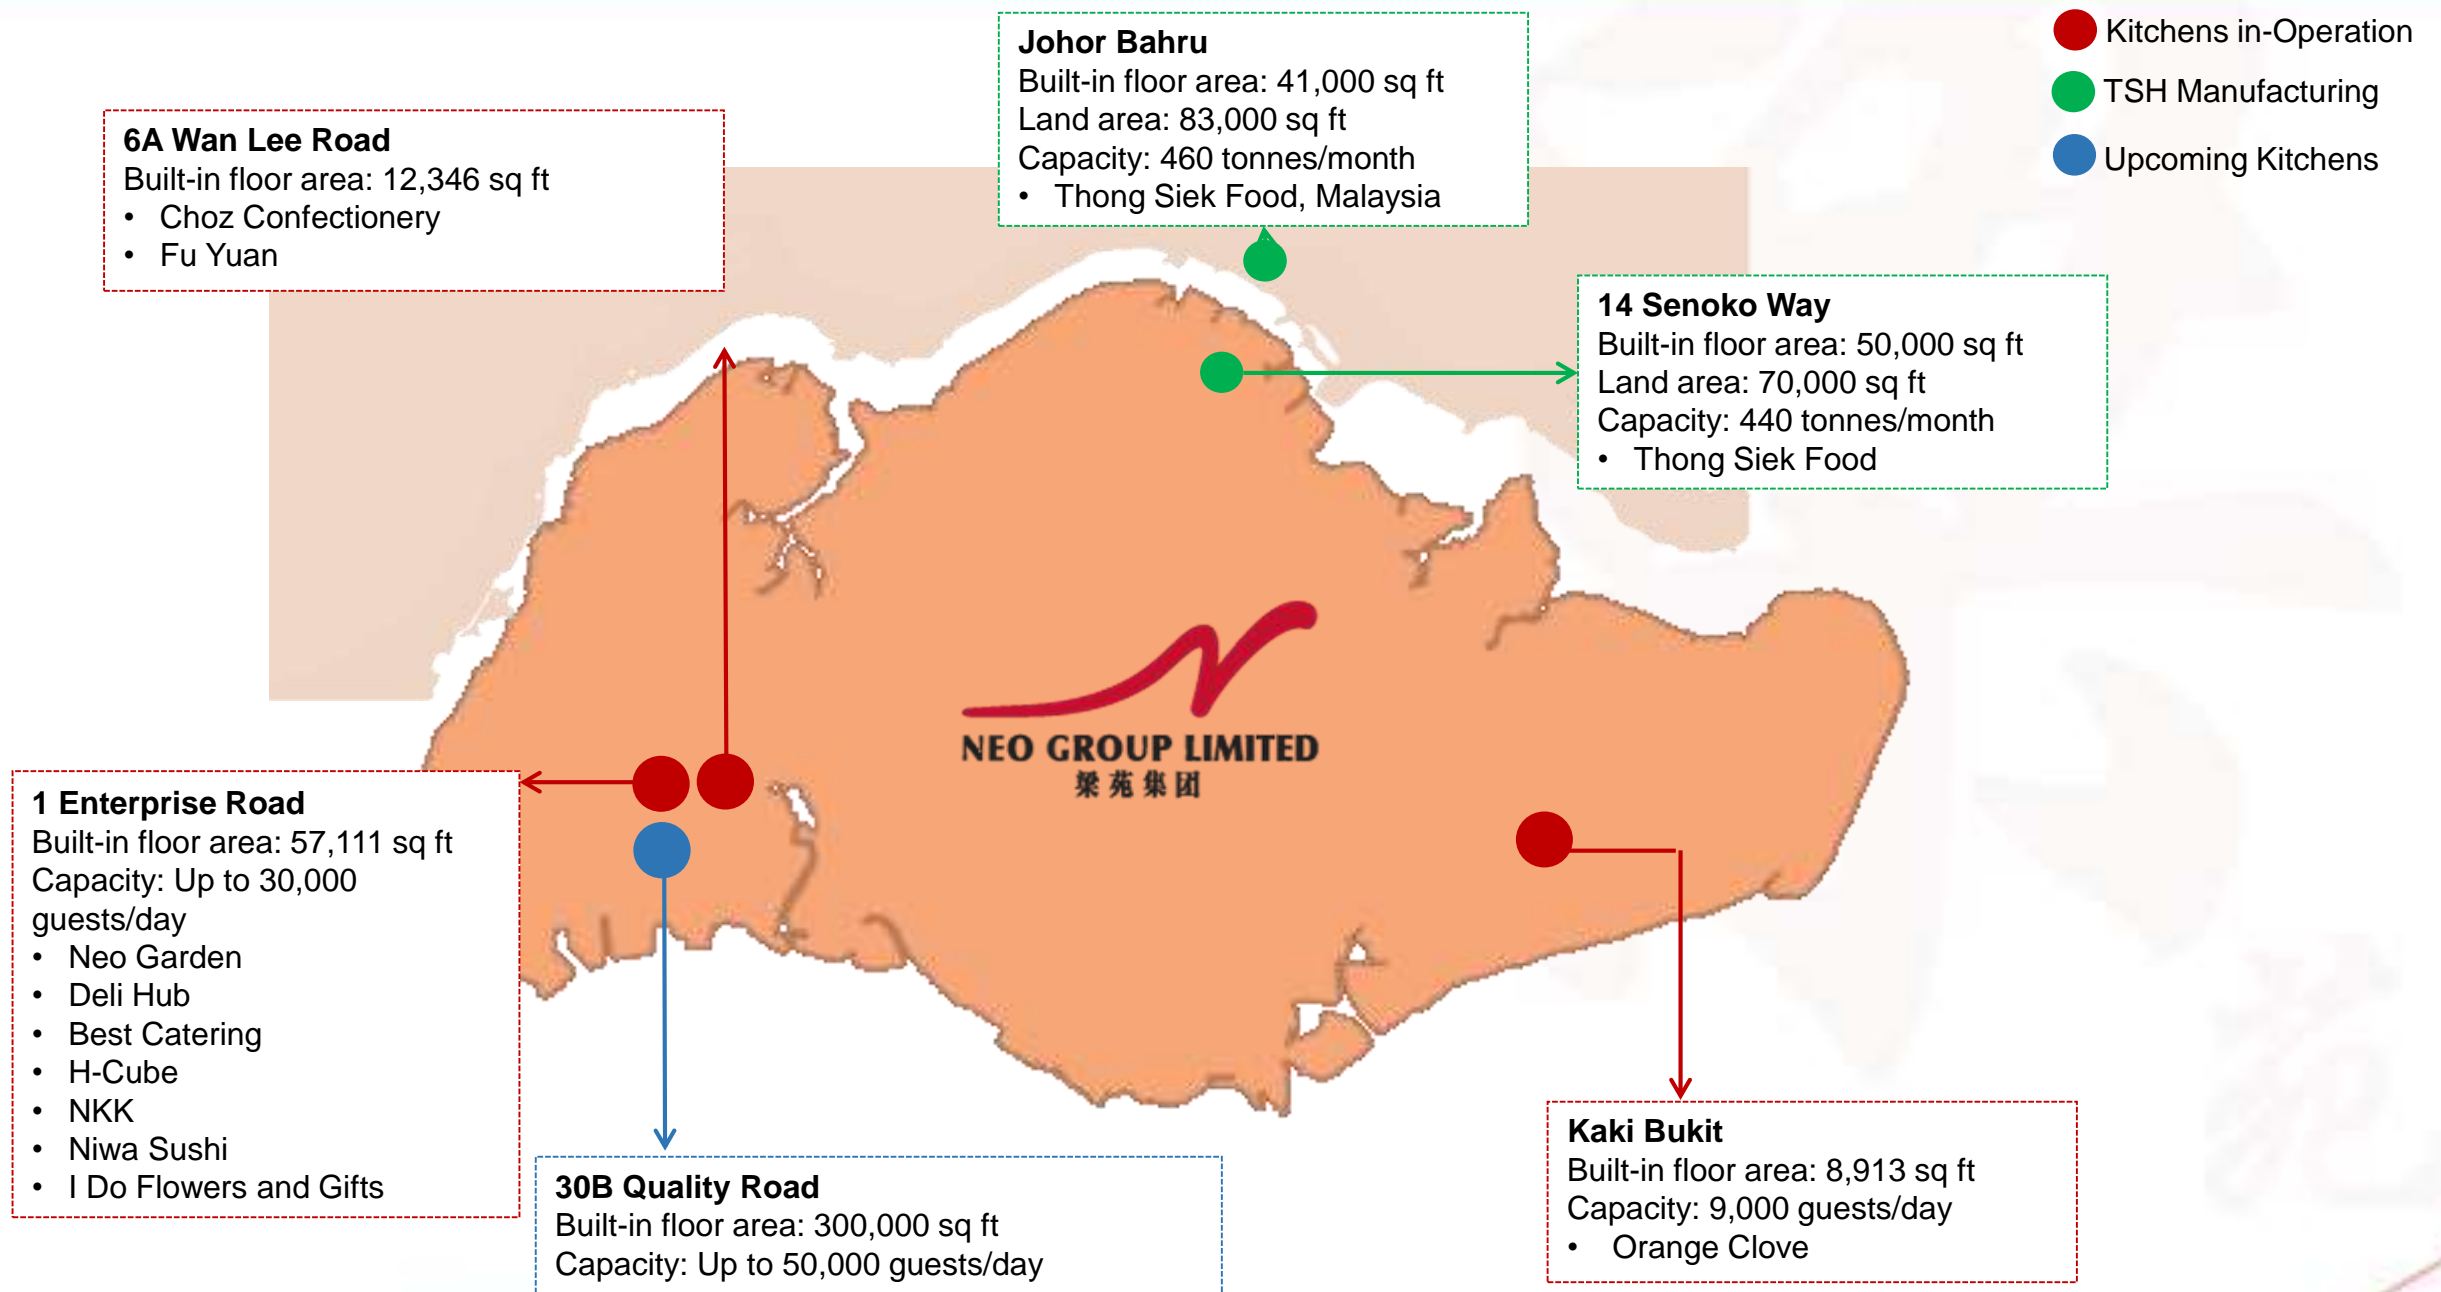 Kitchens in-Operation
TSH Manufacturing
Upcoming Kitchens
Johor Bahru
Built-in floor area: 41,000 sq ft
Land area: 83,000 sq ft
Capacity: 460 tonnes/month
• Thong Siek Food, Malaysia
6A Wan Lee Road
Built-in floor area: 12,346 sq ft
• Choz Confectionery
• Fu Yuan
14 Senoko Way
Built-in floor area: 50,000 sq ft
Land area: 70,000 sq ft
Capacity: 440 tonnes/month
• Thong Siek Food
NEO GROUP LIMITED
梁苑集团
1 Enterprise Road
Built-in floor area: 57,111 sq ft
Capacity: Up to 30,000
guests/day
• Neo Garden
• Deli Hub
• Best Catering
• H-Cube
• NKK
• Niwa Sushi
• I Do Flowers and Gifts
30B Quality Road
Built-in floor area: 300,000 sq ft
Capacity: Up to 50,000 guests/day
Kaki Bukit
Built-in floor area: 8,913 sq ft
Capacity: 9,000 guests/day
• Orange Clove
苑